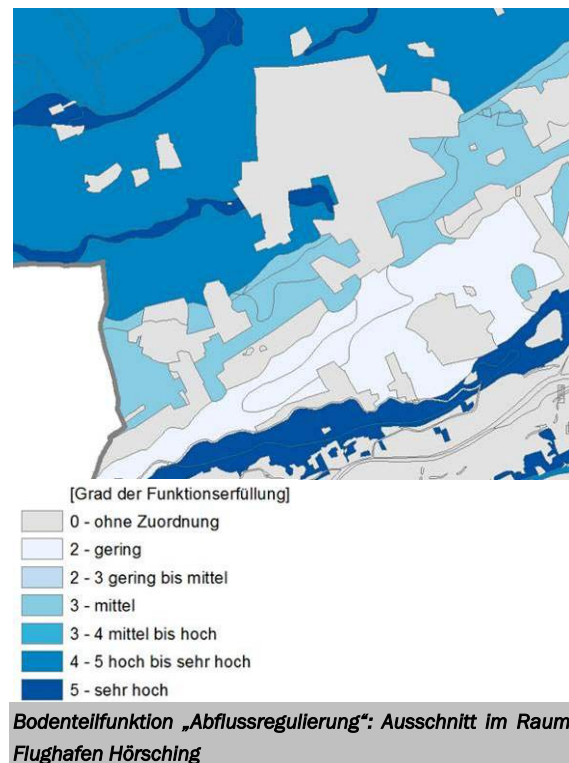 [Grad der Funktionserfüllung]
0 - ohne Zuordnung
2 - gering
2 - 3 gering bis mittel
3 - mittel
3 - 4 mittel bis hoch
4 - 5 hoch bis sehr hoch
5 - sehr hoch
Bodenteilfunktion „Abflussregulierung“: Ausschnitt im Raum
Flughafen Hörsching